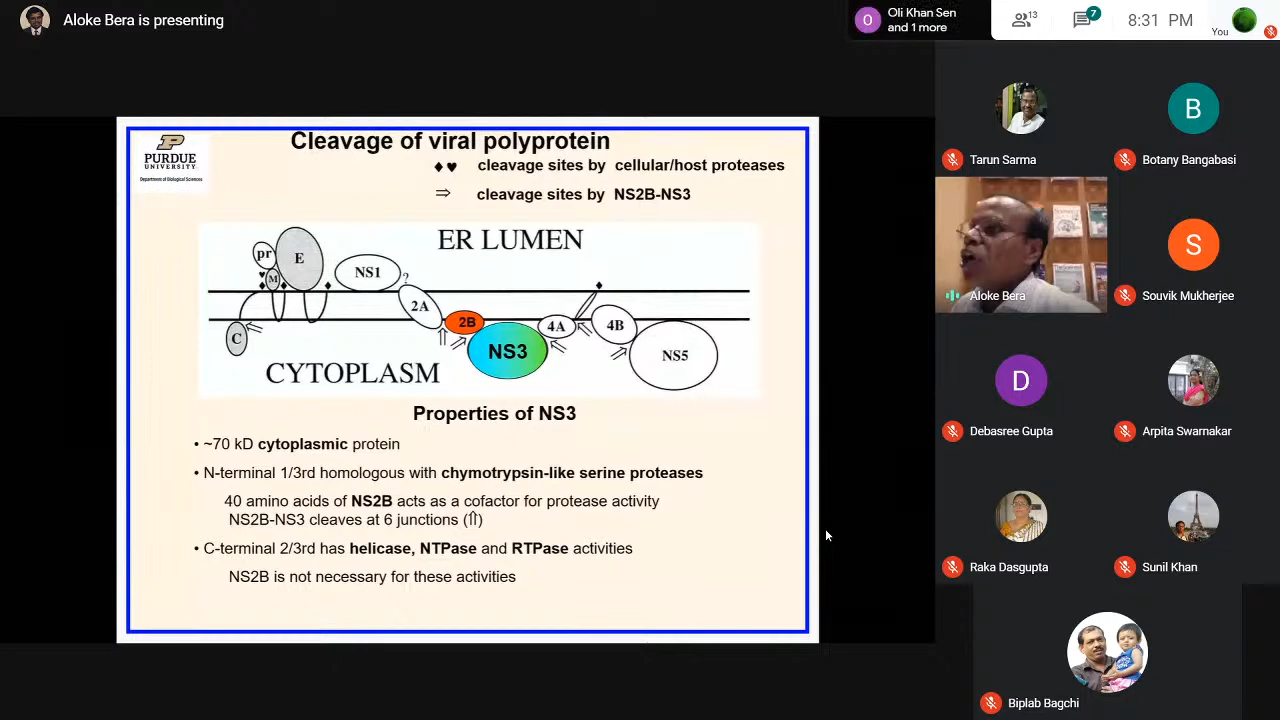 Aloke Bera is presenting
Oli Khan Sen
and 1 more
13
7
8:31 PM
You
PURDUE
UNIVERSITY
Department of Biological Sciences
Cleavage of viral polyprotein
♦♥ cleavage sites by cellular/host proteases
⇒ cleavage sites by NS2B-NS3
ER LUMEN
pr
E
M
NS1
?
2A
2B
4A
4B
C
NS3
NS5
CYTOPLASM
Properties of NS3
• ~70 kD cytoplasmic protein
• N-terminal 1/3rd homologous with chymotrypsin-like serine proteases
40 amino acids of NS2B acts as a cofactor for protease activity
NS2B-NS3 cleaves at 6 junctions (⇑)
• C-terminal 2/3rd has helicase, NTPase and RTPase activities
NS2B is not necessary for these activities
Tarun Sarma
B
Botany Bangabasi
Aloke Bera
S
Souvik Mukherjee
D
Debasree Gupta
Arpita Swarnakar
Raka Dasgupta
Sunil Khan
Biplab Bagchi
O